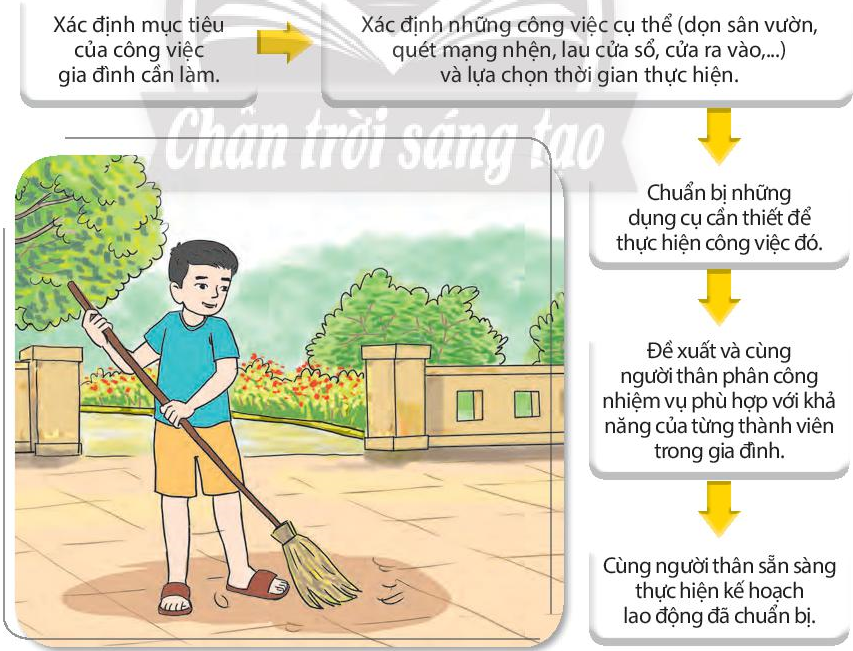 Xác định mục tiêu
của công việc
gia đình cần làm.
Xác định những công việc cụ thể (dọn sân vườn,
quét mạng nhện, lau cửa sổ, cửa ra vào,...)
và lựa chọn thời gian thực hiện.
Chân trời sáng tạo
Chuẩn bị những
dụng cụ cần thiết để
thực hiện công việc đó.
Đề xuất và cùng
người thân phân công
nhiệm vụ phù hợp với khả
năng của từng thành viên
trong gia đình.
Cùng người thân sẵn sàng
thực hiện kế hoạch
lao động đã chuẩn bị.